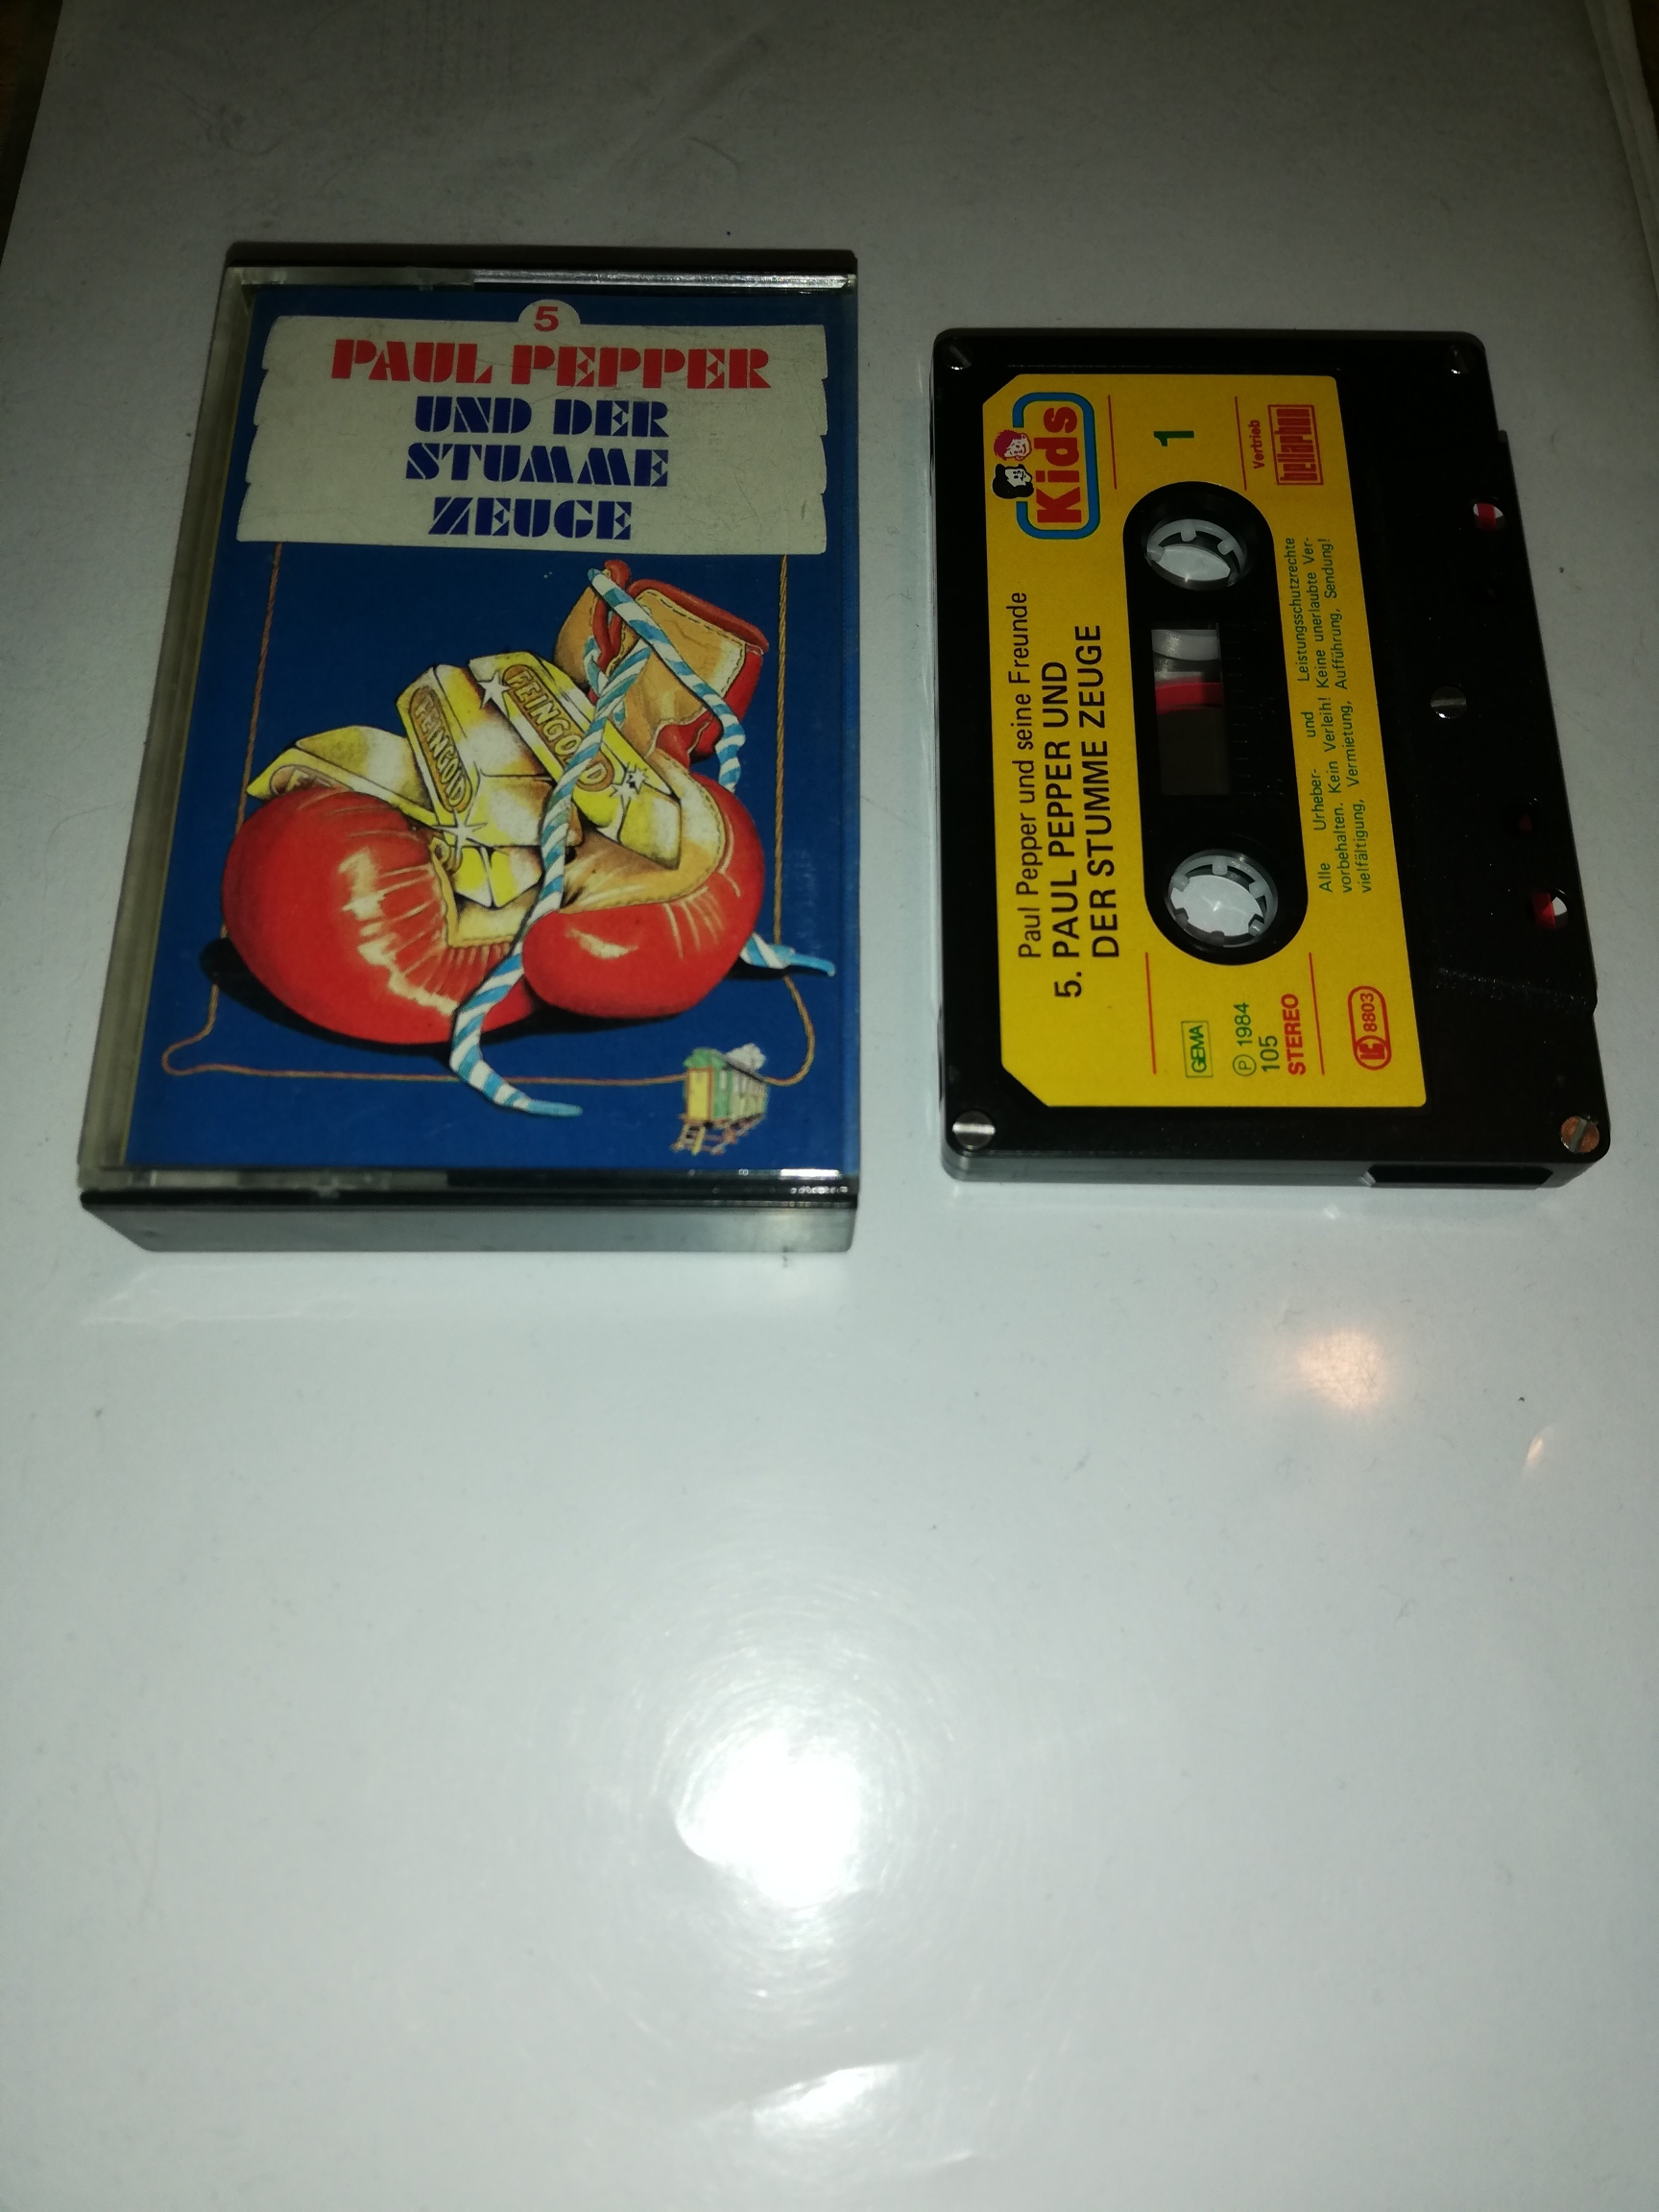 5
PAUL PEPPER
UND DER
STUMME
ZEUGE
FEINGOLD
FEINGOLD
Kids
Paul Pepper und seine Freunde
5. PAUL PEPPER UND
DER STUMME ZEUGE
GEMA
Ⓟ 1984
105
STEREO
1
Vertrieb
bellaphon
Alle Urheber- und Leistungsschutzrechte
vorbehalten. Kein Verleih! Keine unerlaubte Ver-
vielfältigung, Vermietung, Aufführung, Sendung!
LC 8803